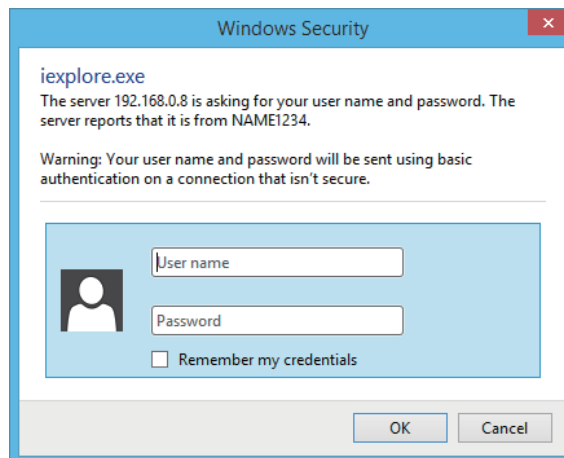 Windows Security
iexplore.exe
The server 192.168.0.8 is asking for your user name and password. The
server reports that it is from NAME1234.
Warning: Your user name and password will be sent using basic
authentication on a connection that isn't secure.
User name
Password
Remember my credentials
OK
Cancel